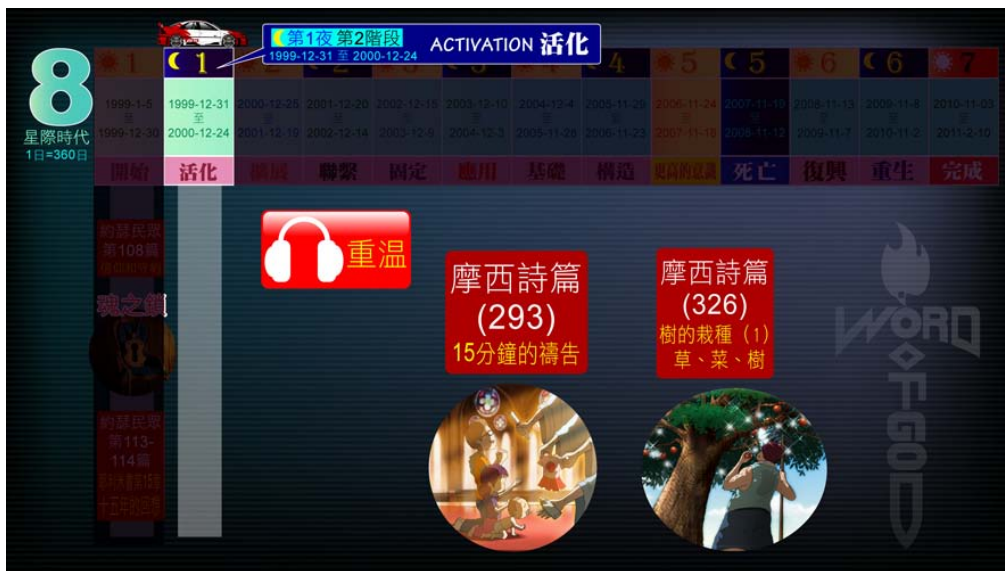 第1夜 第2階段 ACTIVATION 活化
1999-12-31 至 2000-12-24
8
星際時代
1日=360日
1 1 2 2 3 4 4 5 5 6 6 7
1999-1-5 至 1999-12-30
1999-12-31 至 2000-12-24
2000-12-25 至 2001-12-19
2001-12-20 至 2002-12-14
2002-12-15 至 2003-12-9
2003-12-10 至 2004-12-3
2004-12-4 至 2005-11-28
2005-11-29 至 2006-11-23
2006-11-24 至 2007-11-18
2007-11-19 至 2008-11-12
2008-11-13 至 2009-11-7
2009-11-8 至 2010-11-2
2010-11-03 至 2011-2-10
開始 活化 擴展 聯繫 固定 應用 基礎 構造 更高的意識 死亡 復興 重生 完成
約瑟民眾
第108篇
魂之鎖
約瑟民眾
第113-
114篇
十五年的回想
重温
摩西詩篇
(293)
15分鐘的禱告
摩西詩篇
(326)
樹的栽種（1）
草、菜、樹
WORD OF GOD